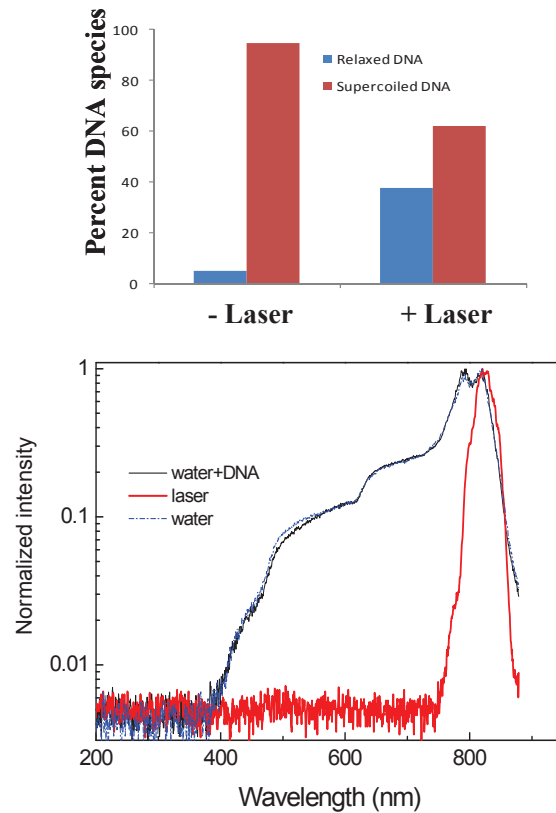 Percent DNA species
100
80
60
40
20
0
Relaxed DNA
Supercoiled DNA
- Laser
+ Laser
Normalized intensity
1
0.1
0.01
water+DNA
laser
water
200
400
600
800
Wavelength (nm)